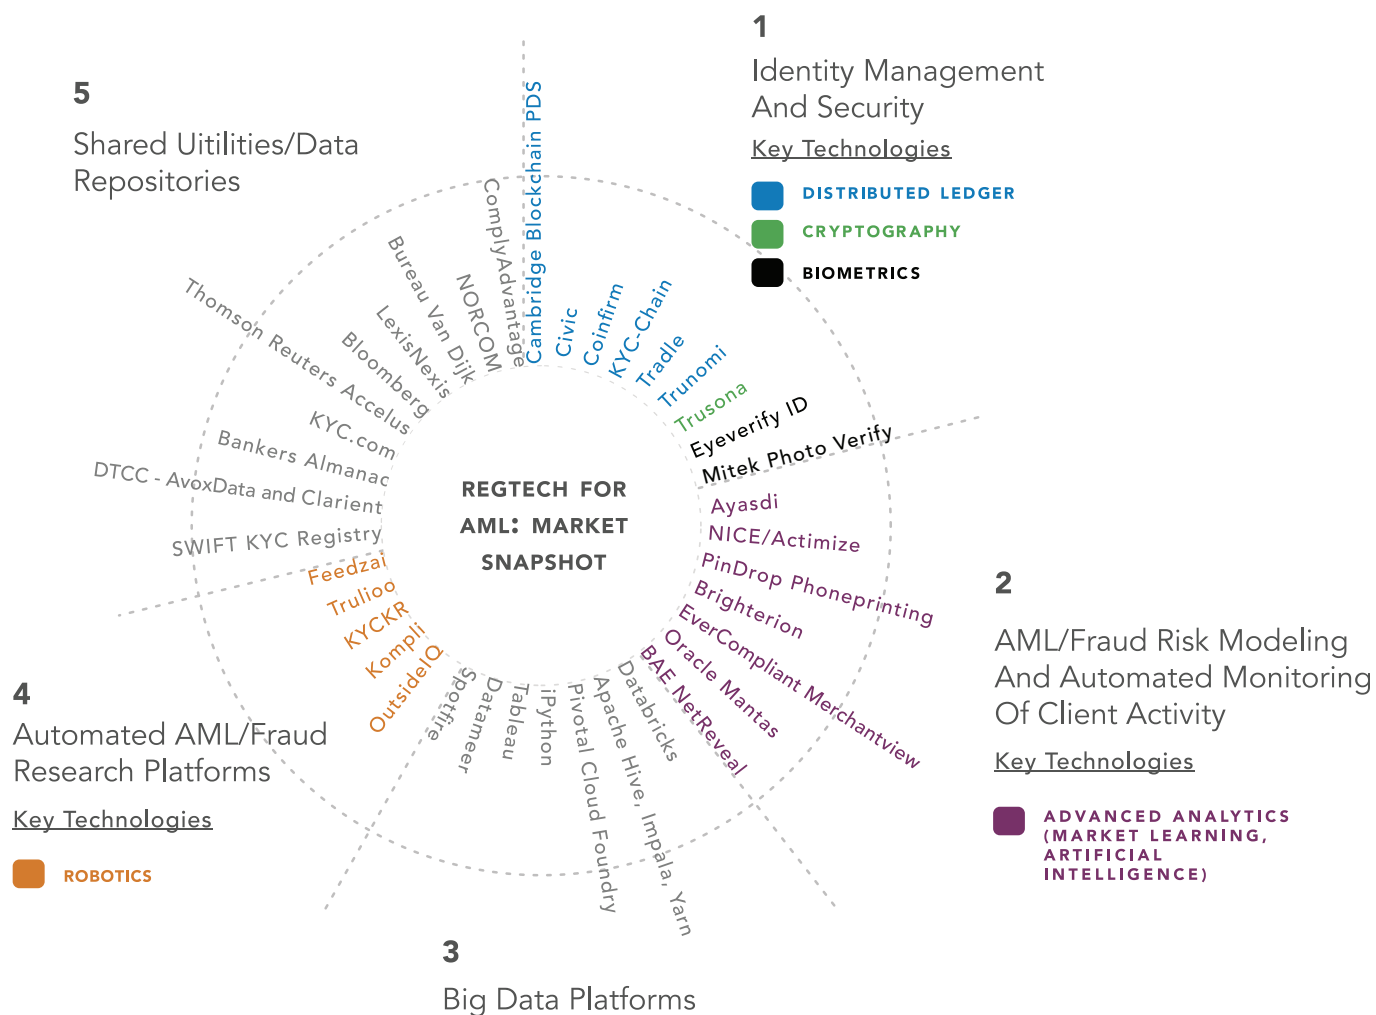 1
Identity Management
And Security
Key Technologies
DISTRIBUTED LEDGER
CRYPTOGRAPHY
BIOMETRICS
Cambridge Blockchain PDS
Civic
Coinfirm
KYC-Chain
Tradle
Trunomi
Trusona
Eyeverify ID
Mitek Photo Verify
2
AML/Fraud Risk Modeling
And Automated Monitoring
Of Client Activity
Key Technologies
ADVANCED ANALYTICS
(MARKET LEARNING,
ARTIFICIAL
INTELLIGENCE)
Ayasdi
NICE/Actimize
PinDrop Phoneprinting
Brighterion
EverCompliant Merchantview
Oracle Mantas
BAE NetReveal
3
Big Data Platforms
Databricks
Apache Hive, Impala, Yarn
Pivotal Cloud Foundry
iPython
Tableau
Datameer
Spotfire
4
Automated AML/Fraud
Research Platforms
Key Technologies
ROBOTICS
OutsideIQ
Kompli
KYCKR
Trulioo
Feedzai
5
Shared Uitilities/Data
Repositories
SWIFT KYC Registry
DTCC - AvoxData and Clarient
Bankers Almanac
KYC.com
Thomson Reuters Accelus
Bloomberg
LexisNexis
Bureau Van Dijk
NORCOM
ComplyAdvantage
REGTECH FOR
AML: MARKET
SNAPSHOT